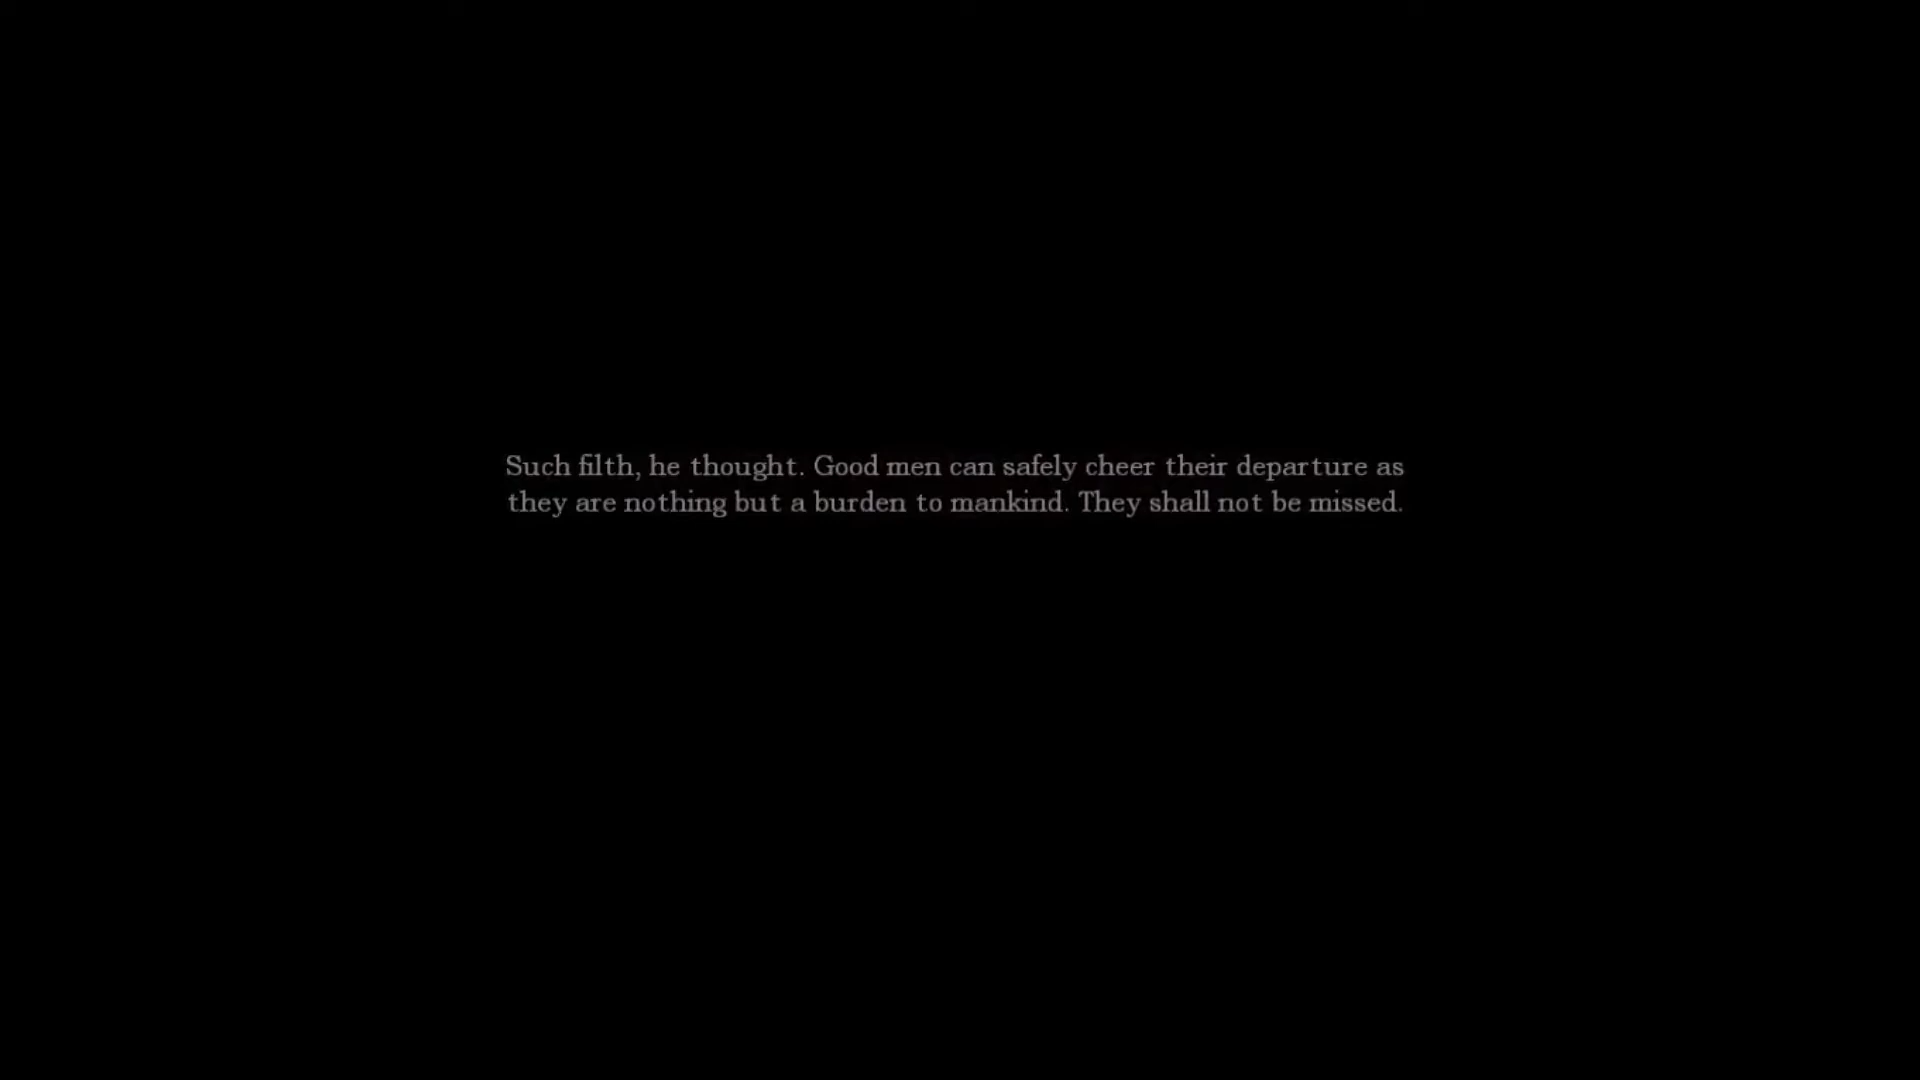 Such filth, he thought. Good men can safely cheer their departure as
they are nothing but a burden to mankind. They shall not be missed.